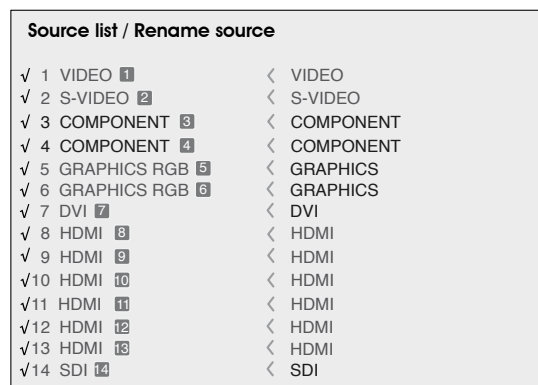 Source list / Rename source
√ 1 VIDEO 1 < VIDEO
√ 2 S-VIDEO 2 < S-VIDEO
√ 3 COMPONENT 3 < COMPONENT
√ 4 COMPONENT 4 < COMPONENT
√ 5 GRAPHICS RGB 5 < GRAPHICS
√ 6 GRAPHICS RGB 6 < GRAPHICS
√ 7 DVI 7 < DVI
√ 8 HDMI 8 < HDMI
√ 9 HDMI 9 < HDMI
√10 HDMI 10 < HDMI
√11 HDMI 11 < HDMI
√12 HDMI 12 < HDMI
√13 HDMI 13 < HDMI
√14 SDI 14 < SDI